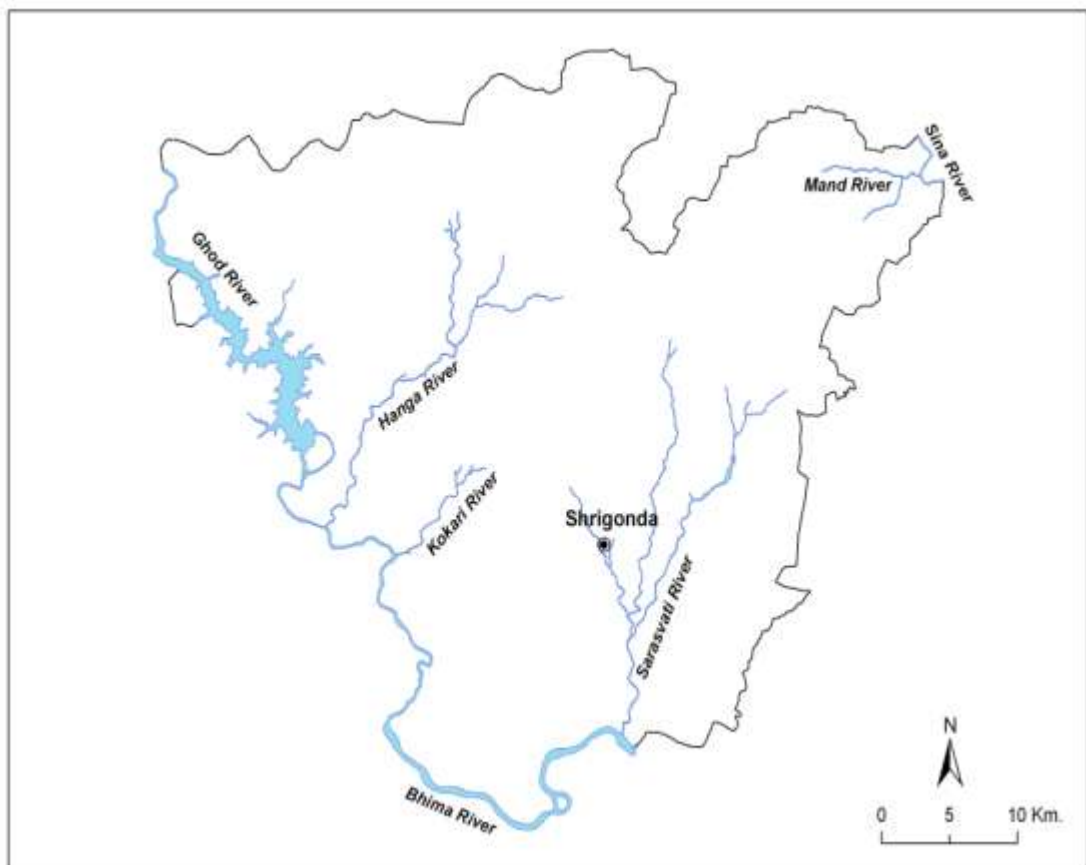 Sina River
Mand River
Ghod River
Hanga River
Kokari River
Shrigonda
Sarasvati River
Bhima River
N
0 5 10 Km.